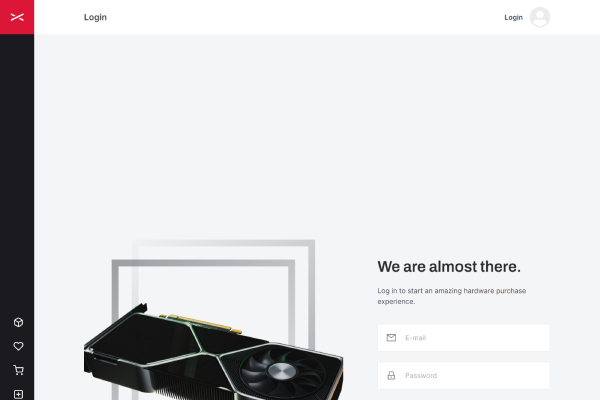 Login
Login
We are almost there.
Log in to start an amazing hardware purchase
experience.
E-mail
Password